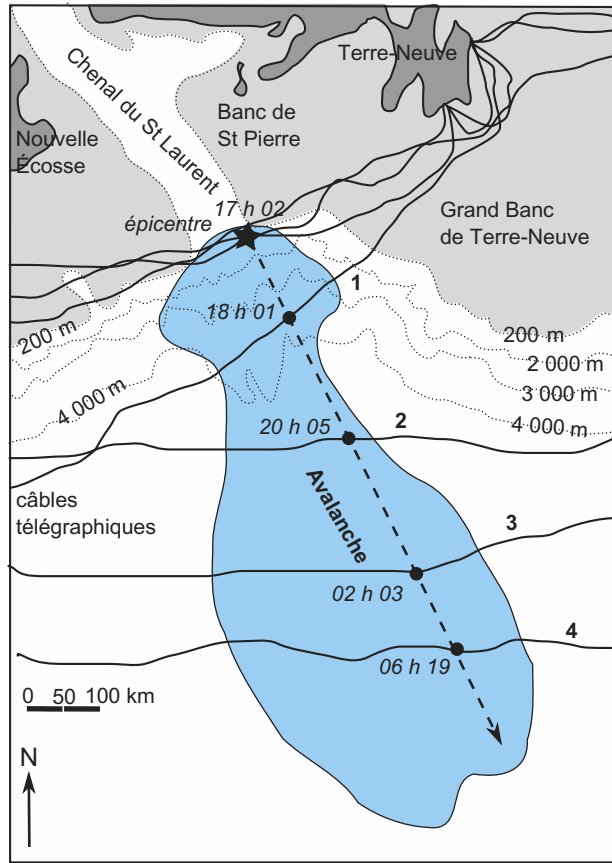 Terre-Neuve
Chenal du St Laurent
Banc de
St Pierre
Nouvelle
Écosse
17 h 02
épicentre
Grand Banc
de Terre-Neuve
1
18 h 01
200 m
200 m
2 000 m
3 000 m
4 000 m
4 000 m
2
20 h 05
câbles
télégraphiques
Avalanche
3
02 h 03
4
06 h 19
0 50 100 km
N